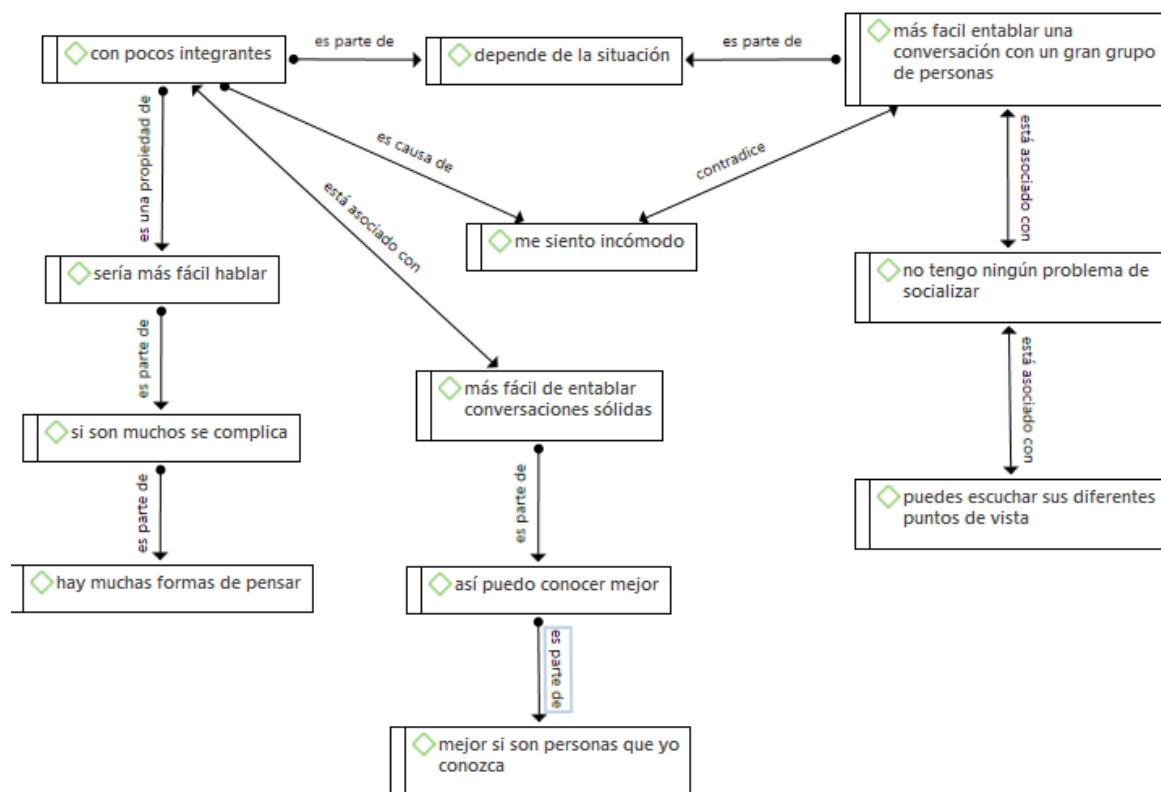 con pocos integrantes
es parte de
depende de la situación
es parte de
más facil entablar una
conversación con un gran grupo
de personas
es una propiedad de
es causa de
está asociado con
contradice
está asociado con
me siento incómodo
sería más fácil hablar
no tengo ningún problema de
socializar
es parte de
más fácil de entablar
conversaciones sólidas
está asociado con
si son muchos se complica
es parte de
es parte de
puedes escuchar sus diferentes
puntos de vista
hay muchas formas de pensar
así puedo conocer mejor
es parte de
mejor si son personas que yo
conozca